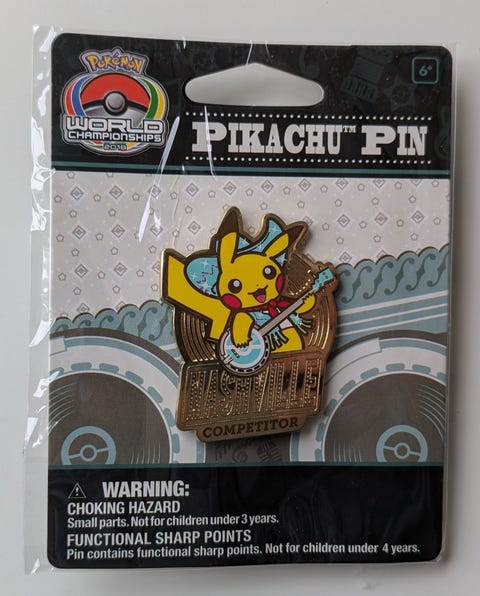 POKéMON
WORLD
CHAMPIONSHIPS
2018
6+
PIKACHU™ PIN
NASHVILLE
COMPETITOR
WARNING:
CHOKING HAZARD
Small parts. Not for children under 3 years.
FUNCTIONAL SHARP POINTS
Pin contains functional sharp points. Not for children under 4 years.